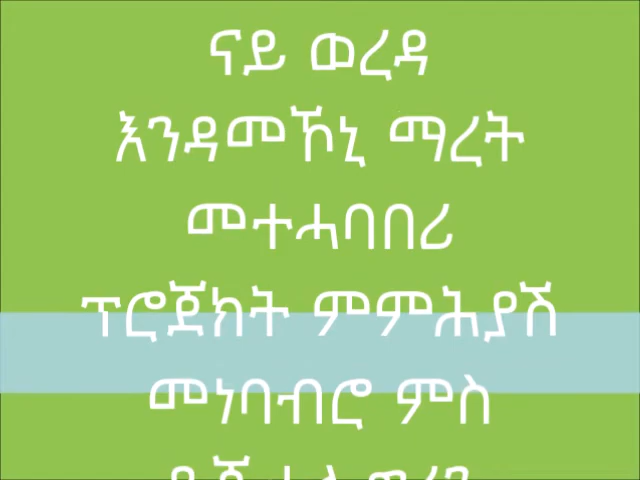 ናይ ወረዳ
እንዳመኾኒ ማረት
መተሓባበሪ
ፕሮጀክት ምምሕያሽ
መነባብሮ ምስ